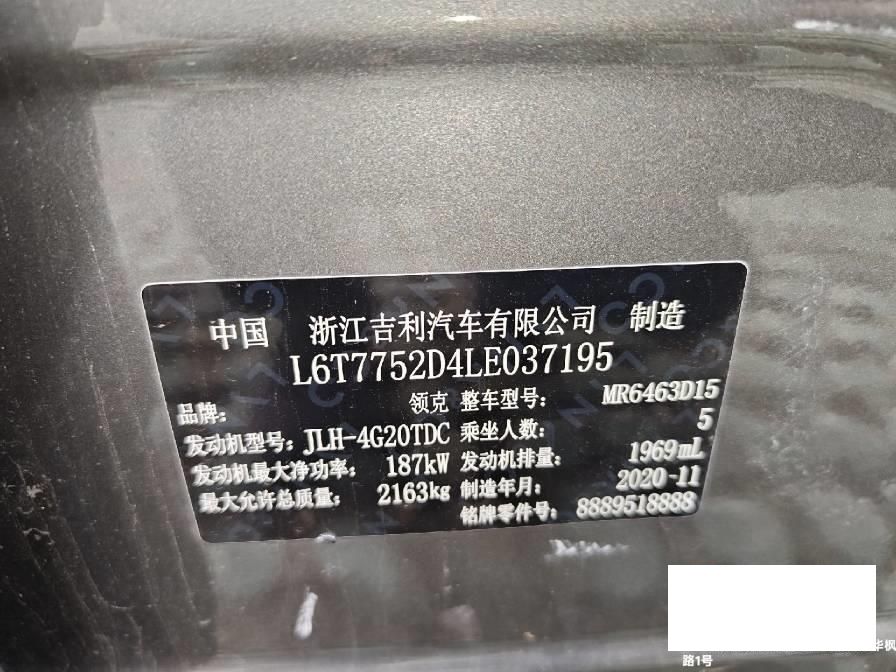 中国 浙江吉利汽车有限公司 制造
L6T7752D4LE037195
品牌: 领克 整车型号: MR6463D15
发动机型号: JLH-4G20TDC 乘坐人数: 5
发动机最大净功率: 187kW 发动机排量: 1969mL
最大允许总质量: 2163kg 制造年月: 2020-11
铭牌零件号: 8889518888
华枫
路1号